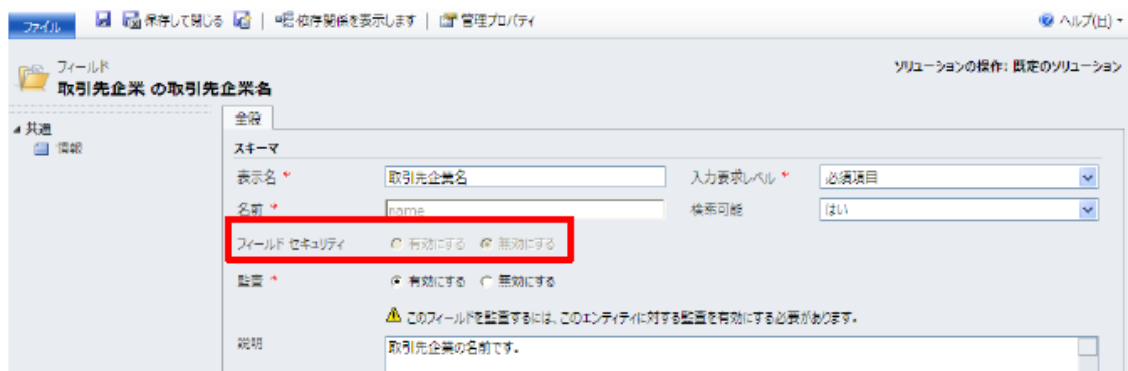 ファイル 保存して閉じる 依存関係を表示します 管理プロパティ ヘルプ(H)
フィールド
取引先企業 の取引先企業名
ソリューションの操作: 既定のソリューション
共通
情報
全般
スキーマ
表示名 * 取引先企業名 入力要求レベル * 必須項目
名前 * name 検索可能 はい
フィールド セキュリティ 有効にする 無効にする
監査 * 有効にする 無効にする
このフィールドを監査するには、このエンティティに対する監査を有効にする必要があります。
説明 取引先企業の名前です。